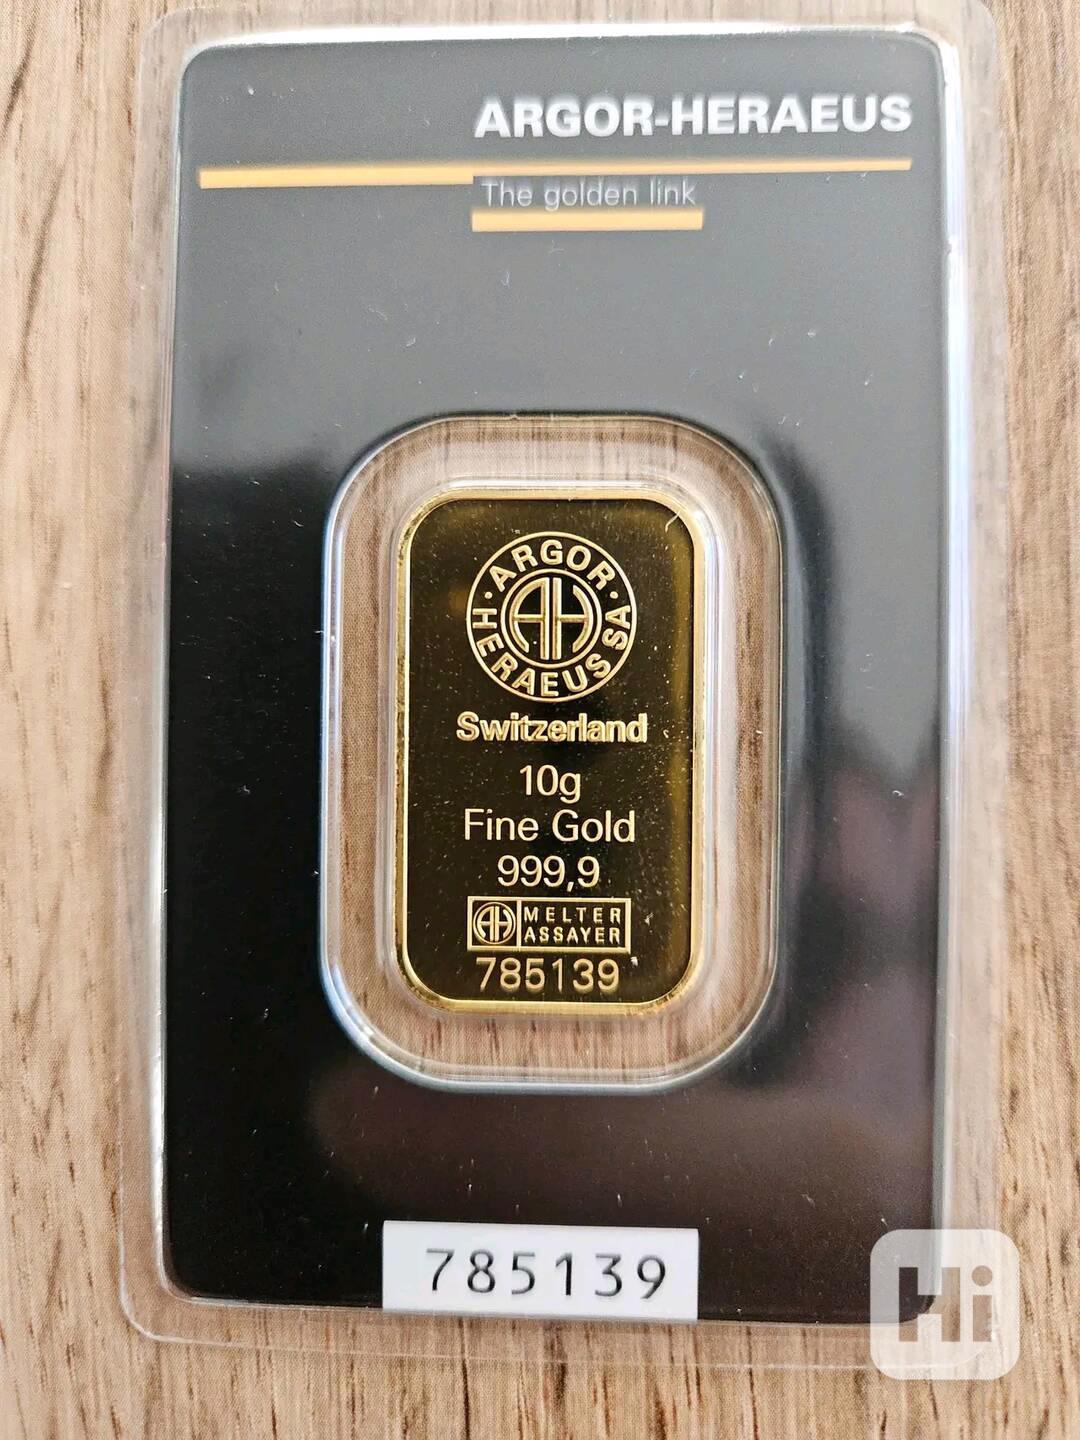 ARGOR-HERAEUS
The golden link
· ARGOR · HERAEUS SA
AH
Switzerland
10g
Fine Gold
999,9
AH MELTER
ASSAYER
785139
785139
Hi